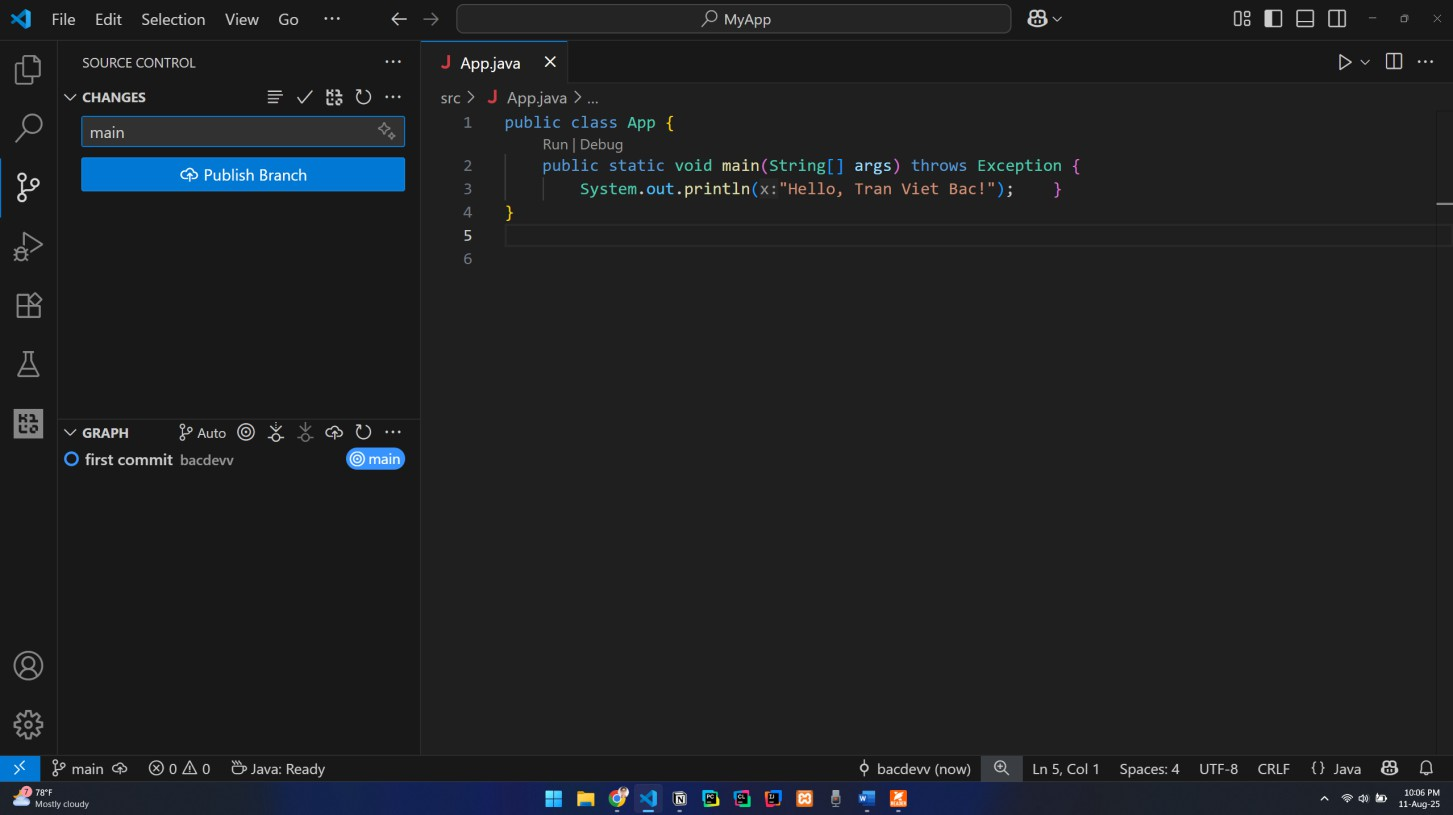 File Edit Selection View Go ... MyApp
SOURCE CONTROL
CHANGES
main
Publish Branch
GRAPH Auto
first commit bacdevv main
App.java
src > App.java > ...
1 public class App {
Run | Debug
2 public static void main(String[] args) throws Exception {
3 System.out.println(x:"Hello, Tran Viet Bac!"); }
4 }
5
6
main 0 0 Java: Ready bacdevv (now) Ln 5, Col 1 Spaces: 4 UTF-8 CRLF {} Java
7 78°F
Mostly cloudy
10:06 PM
11-Aug-25